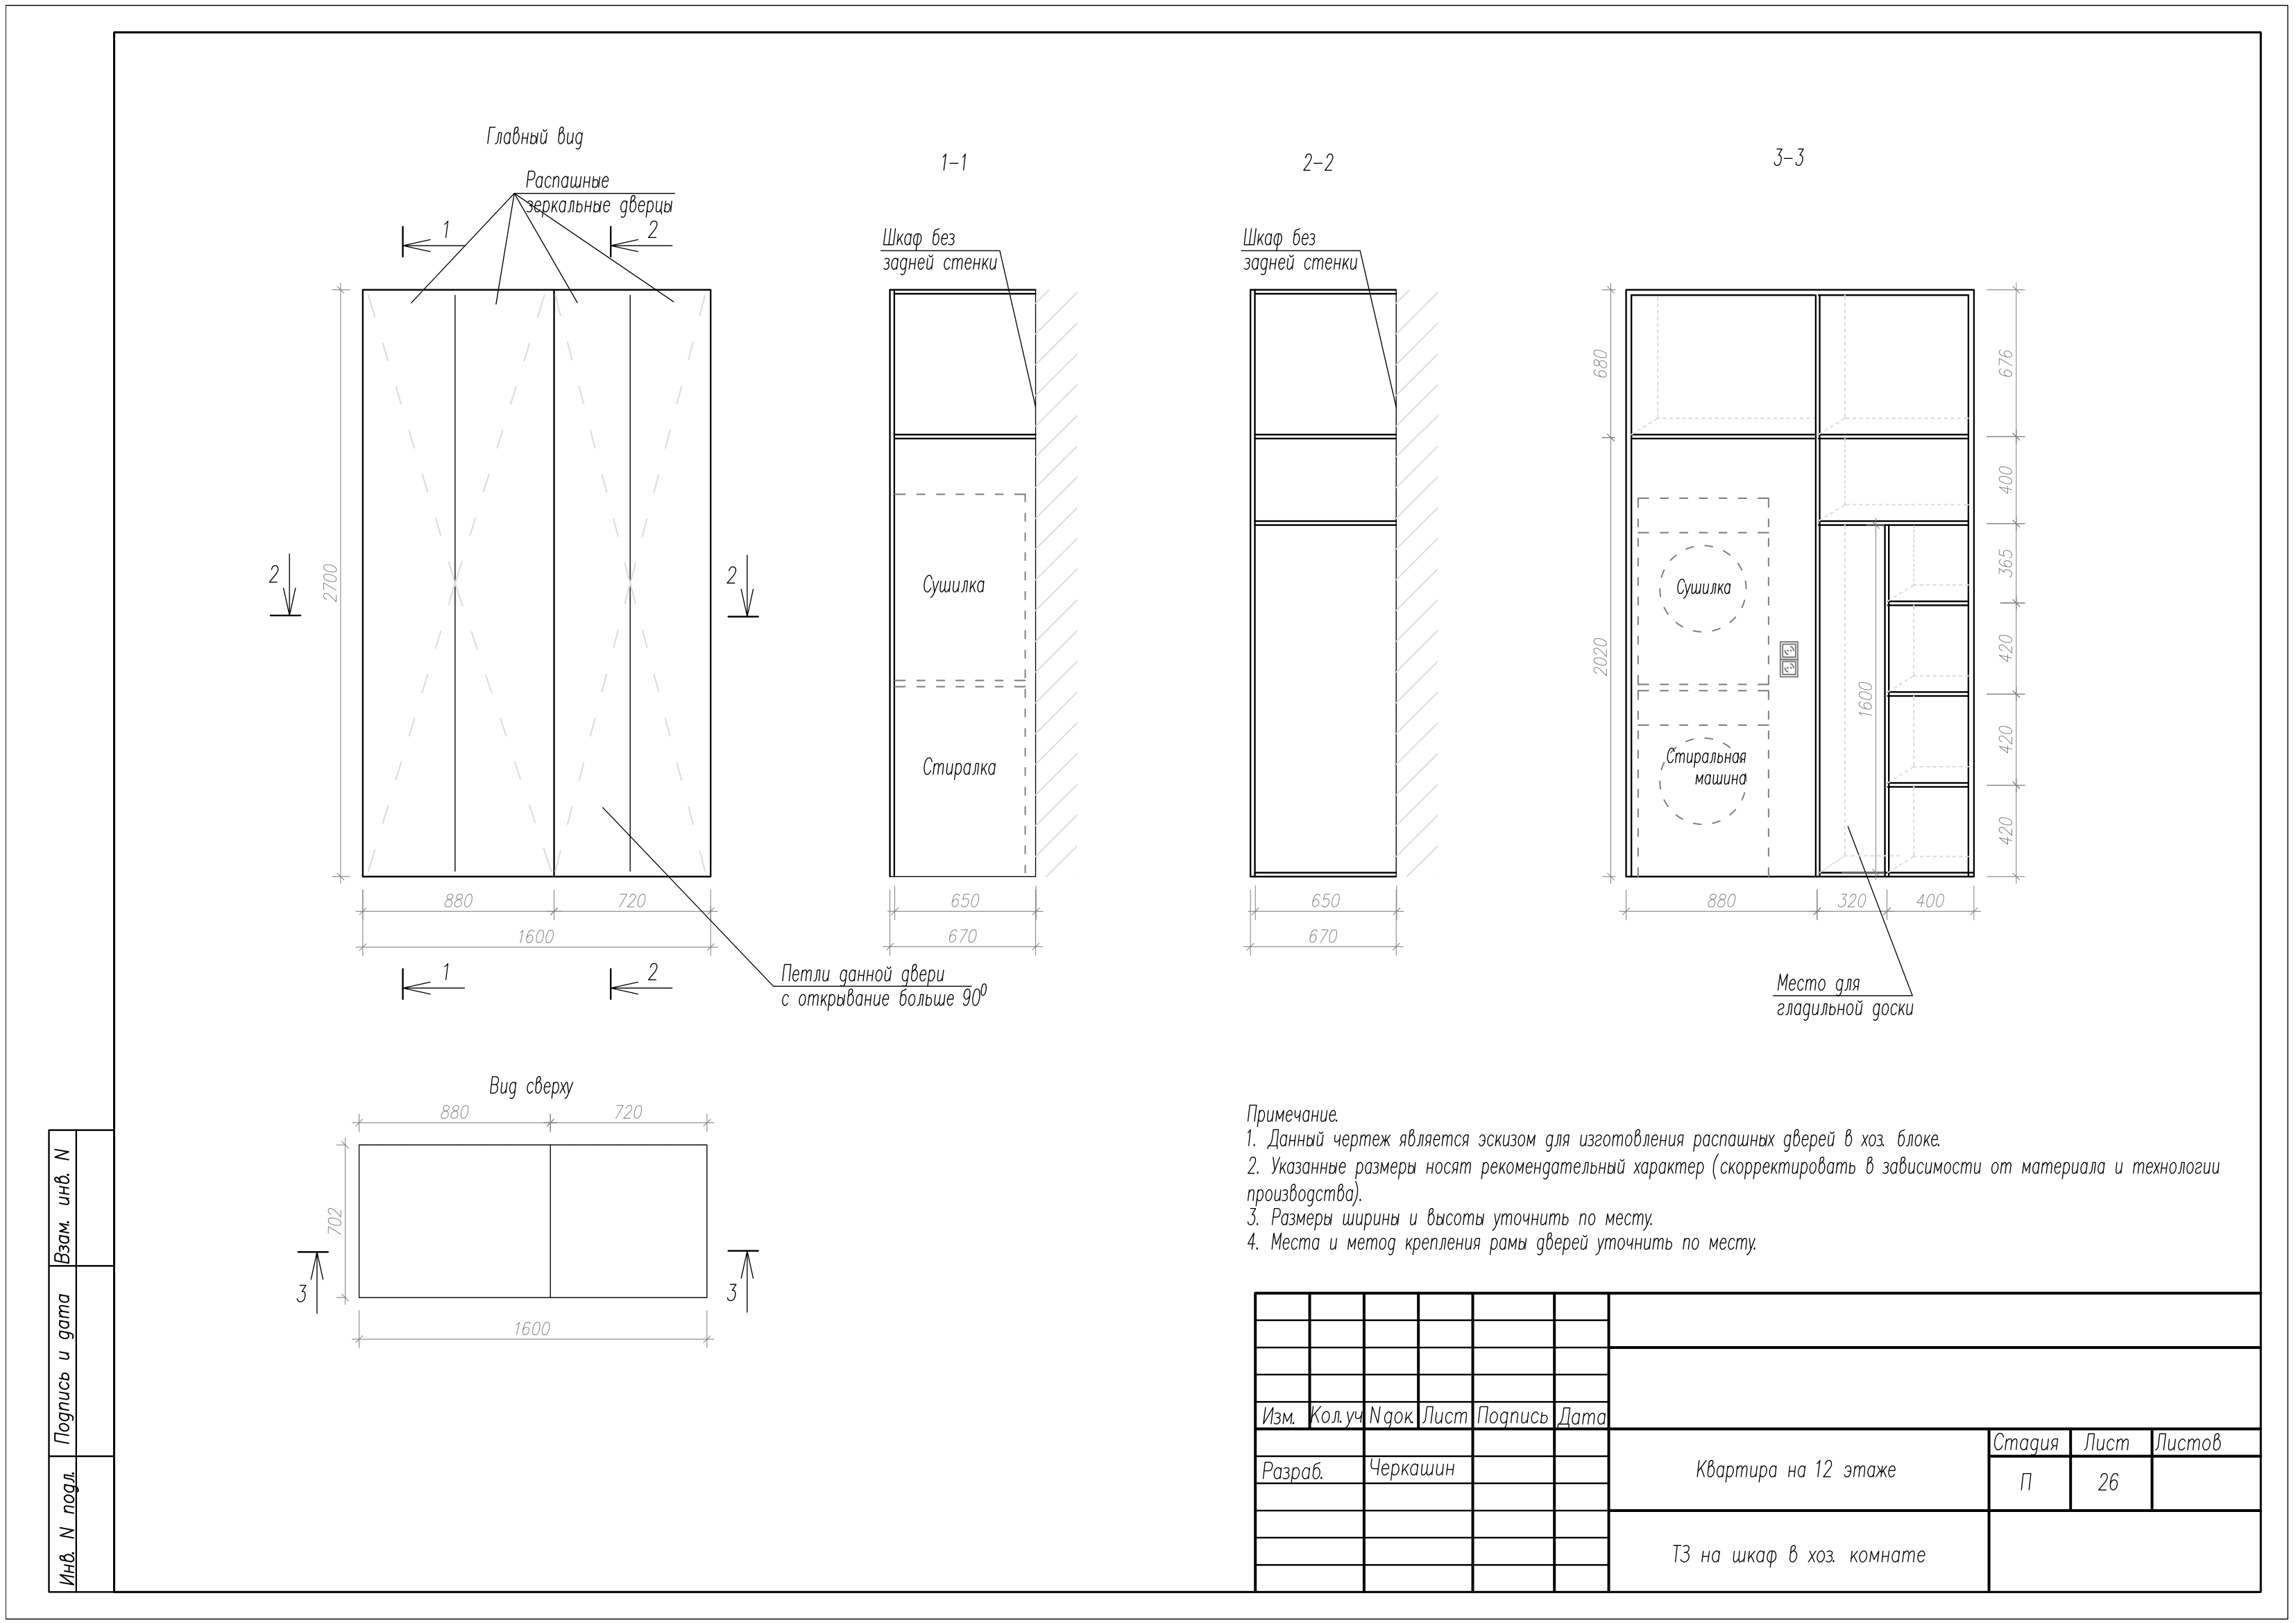 Главный вид
Распашные
зеркальные дверцы
1
2
2
2
2700
880
720
1600
1
2
Петли данной двери
с открывание больше 90⁰
1-1
Шкаф без
задней стенки
Сушилка
Стиралка
650
670
2-2
Шкаф без
задней стенки
650
670
3-3
680
2020
Сушилка
Стиральная
машина
1600
676
400
365
420
420
420
880
320
400
Место для
гладильной доски
Вид сверху
880
720
702
3
3
1600
Примечание.
1. Данный чертеж является эскизом для изготовления распашных дверей в хоз. блоке.
2. Указанные размеры носят рекомендательный характер (скорректировать в зависимости от материала и технологии
производства).
3. Размеры ширины и высоты уточнить по месту.
4. Места и метод крепления рамы дверей уточнить по месту.
Взам. инв. N
Подпись и дата
Инв. N подл.
Изм. Кол.уч Nдок. Лист Подпись Дата
Разраб. Черкашин
Квартира на 12 этаже
Стадия Лист Листов
П 26
ТЗ на шкаф в хоз. комнате